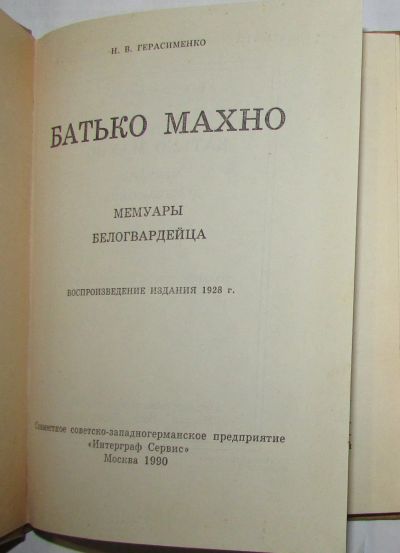 Н. В. ГЕРАСИМЕНКО
БАТЬКО МАХНО
МЕМУАРЫ
БЕЛОГВАРДЕЙЦА
ВОСПРОИЗВЕДЕНИЕ ИЗДАНИЯ 1928 г.
Совместное советско-западногерманское предприятие
«Интерграф Сервис»
Москва 1990